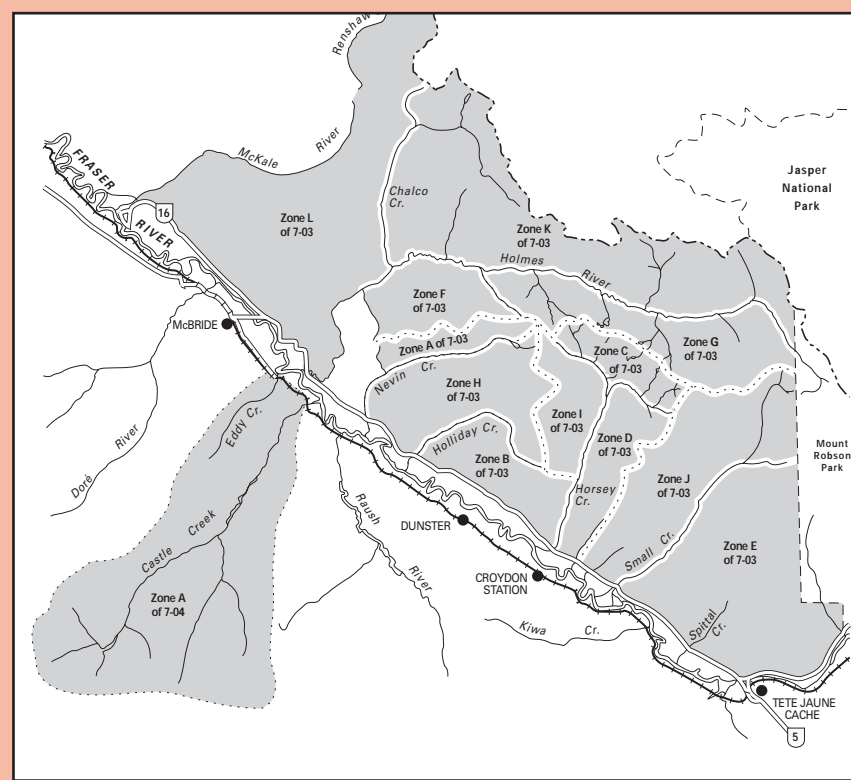 Renshaw
McKale River
FRASER RIVER
16
Jasper
National
Park
Chalco
Cr.
Zone L
of 7-03
Zone K
of 7-03
Holmes River
Zone F
of 7-03
McBRIDE
Zone A of 7-03
Zone C
of 7-03
Zone G
of 7-03
Nevin Cr.
Zone H
of 7-03
Eddy Cr.
Zone I
of 7-03
Holliday Cr.
Zone D
of 7-03
Mount
Robson
Park
Doré River
Zone B
of 7-03
Zone J
of 7-03
Horsey
Cr.
Raush River
DUNSTER
Castle Creek
Small Cr.
Zone E
of 7-03
CROYDON
STATION
Zone A
of 7-04
Kiwa Cr.
Spittal
Cr.
TETE JAUNE
CACHE
5